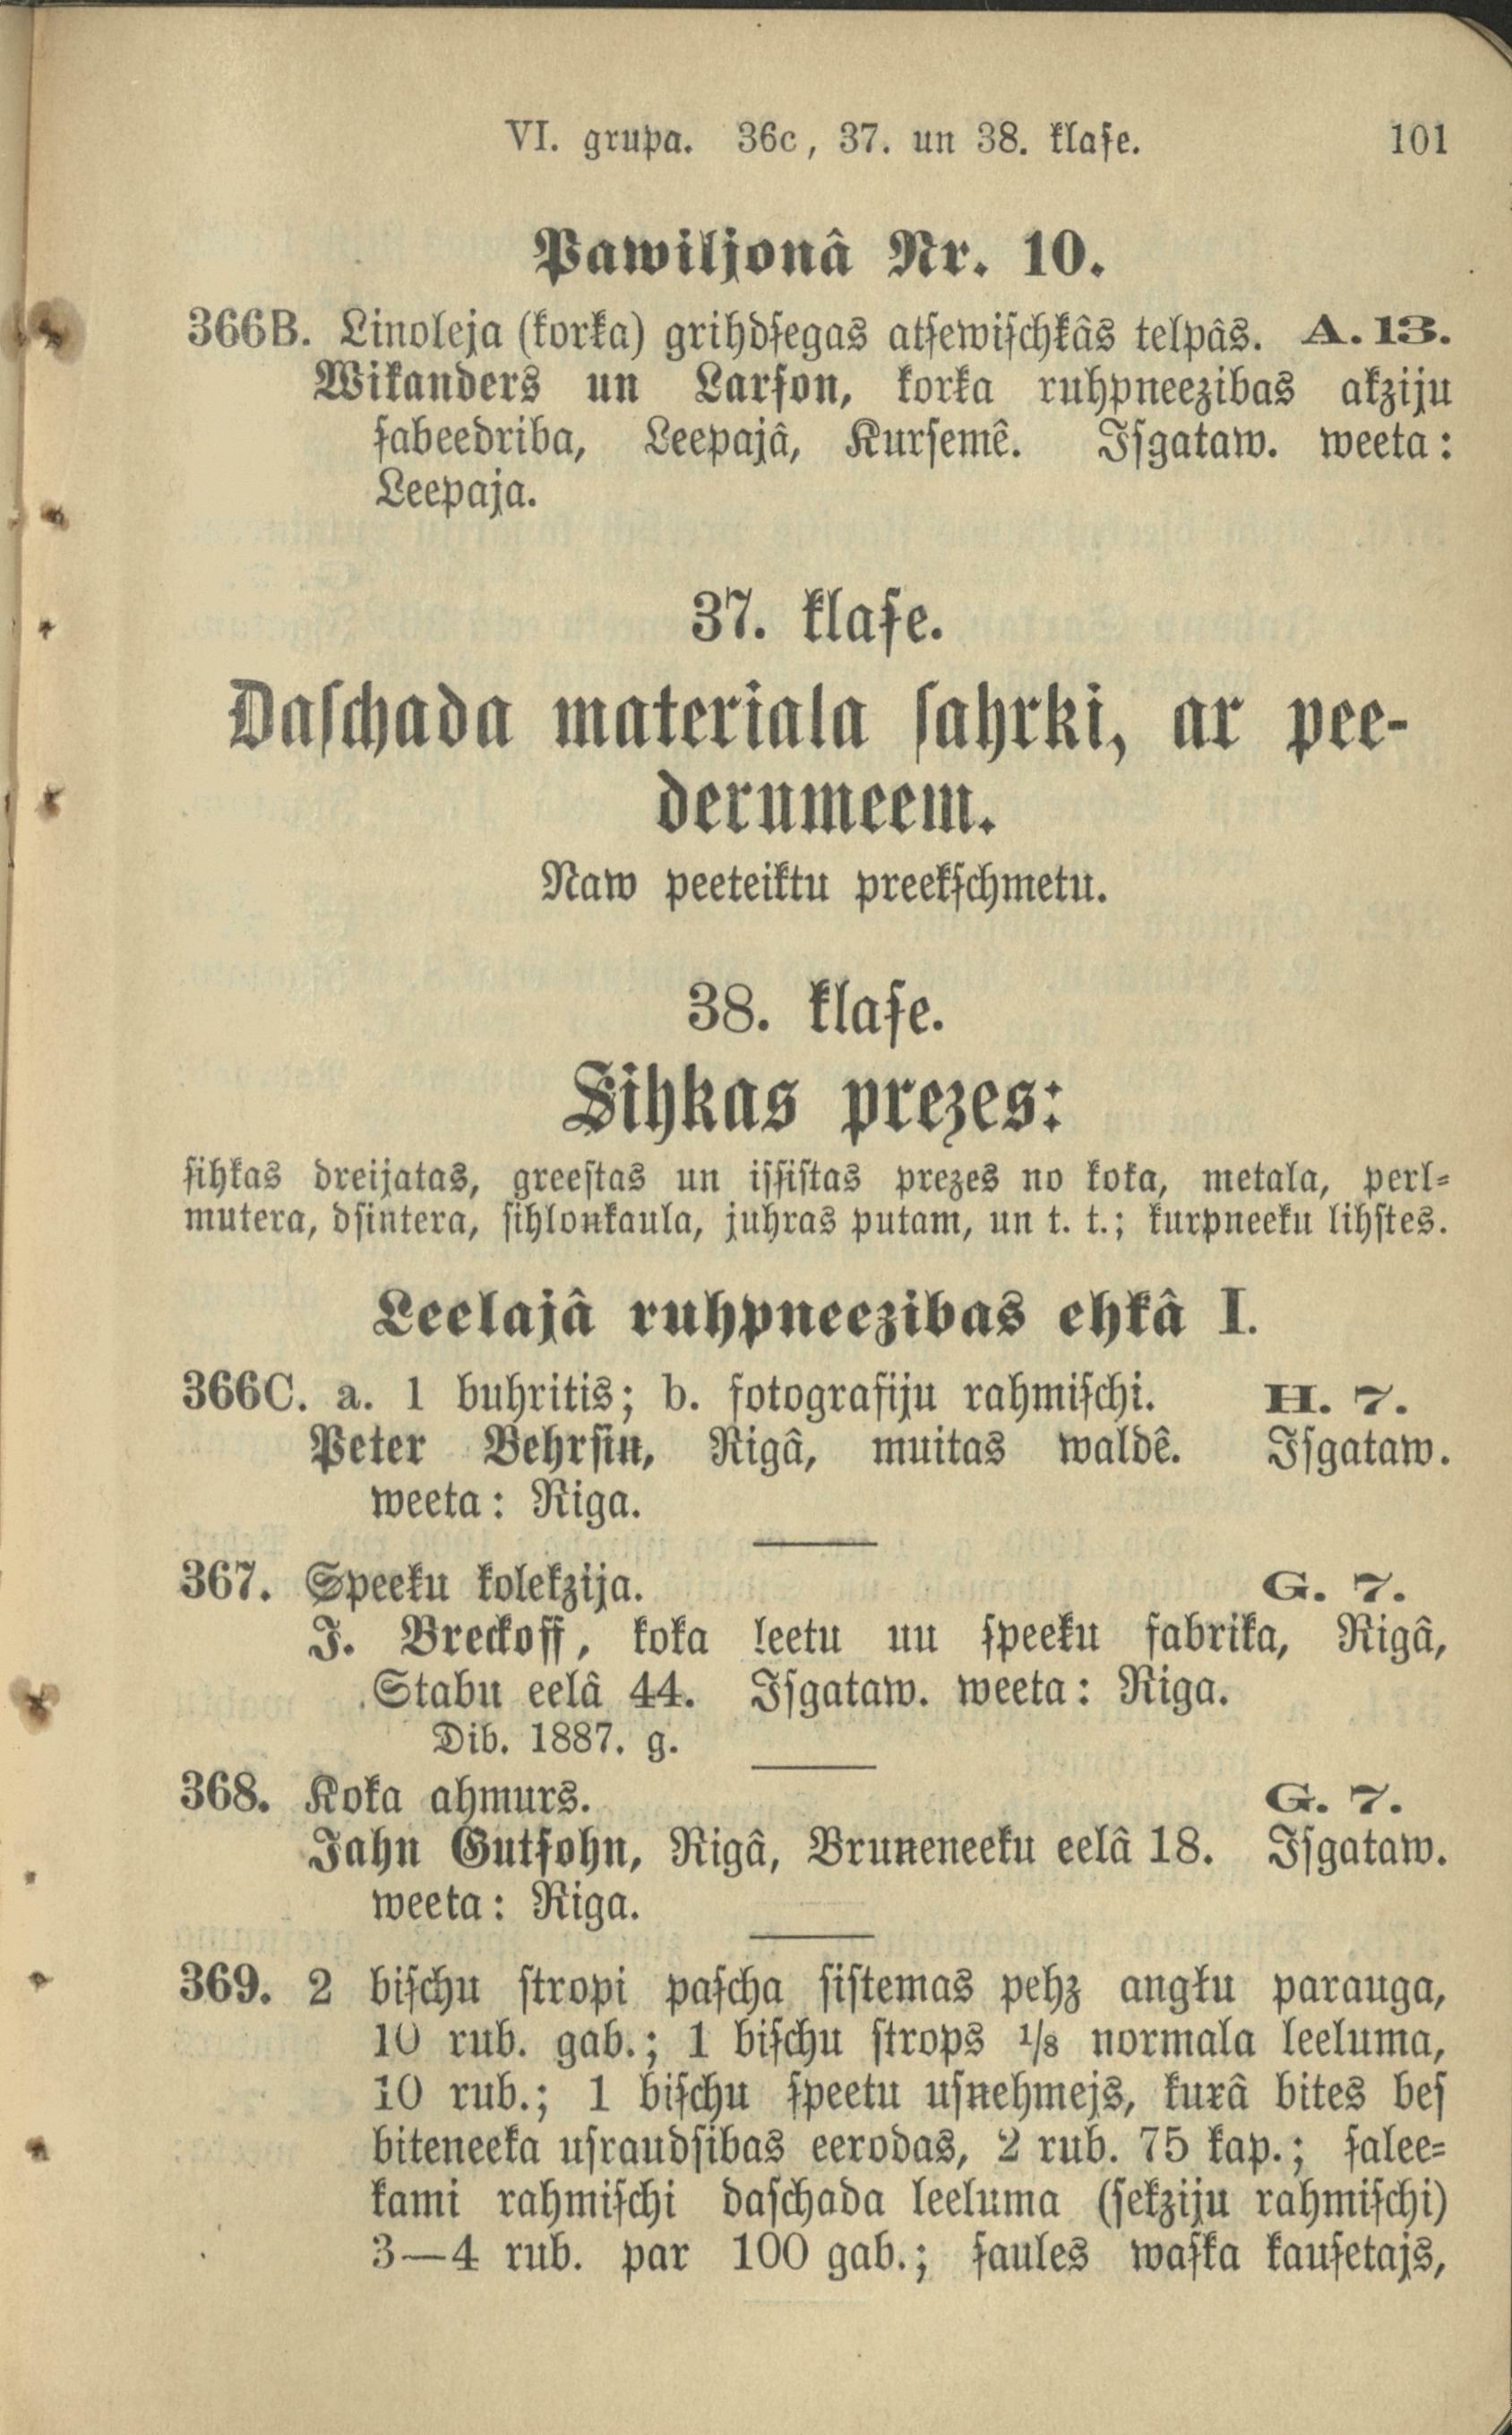 VI. grupa. 36c, 37. un 38. klaſe. 101
Pawiljonâ Nr. 10.
366B. Linoleja (korka) grihdſegas atſewiſchkâs telpâs. A. 13.
Wikanders un Larſon, korka ruhpneezibas akziju
ſabeedriba, Leepajâ, Kurſemê. Iſgataw. weeta:
Leepaja.
37. klaſe.
Daſchada materiala ſahrki, ar pee-
derumeem.
Naw peeteiktu preekſchmetu.
38. klaſe.
Sihkas prezes:
ſihkas dreijatas, greeſtas un iſſiſtas prezes no koka, metala, perl-
mutera, dſintera, ſihlonkaula, juhras putam, un t. t.; kurpneeku lihſtes.
Leelajâ ruhpneezibas ehkâ I.
366C. a. 1 buhritis; b. fotografiju rahmiſchi. H. 7.
Peter Behrſin, Rigâ, muitas waldê. Iſgataw.
weeta: Riga.
367. Speeku kolekzija. G. 7.
J. Breckoff, koka leetu un ſpeeku fabrika, Rigâ,
Stabu eelâ 44. Iſgataw. weeta: Riga.
Dib. 1887. g.
368. Koka ahmurs. G. 7.
Jahn Gutſohn, Rigâ, Bruneneeku eelâ 18. Iſgataw.
weeta: Riga.
369. 2 biſchu ſtropi paſcha ſiſtemas pehz angłu parauga,
10 rub. gab.; 1 biſchu ſtrops 1/8 normala leeluma,
10 rub.; 1 biſchu ſpeetu uſnehmejs, kuꞧâ bites beſ
biteneeka uſraudſibas eerodas, 2 rub. 75 kap.; ſalee-
kami rahmiſchi daſchada leeluma (ſekziju rahmiſchi)
3—4 rub. par 100 gab.; ſaules waſka kauſetajs,